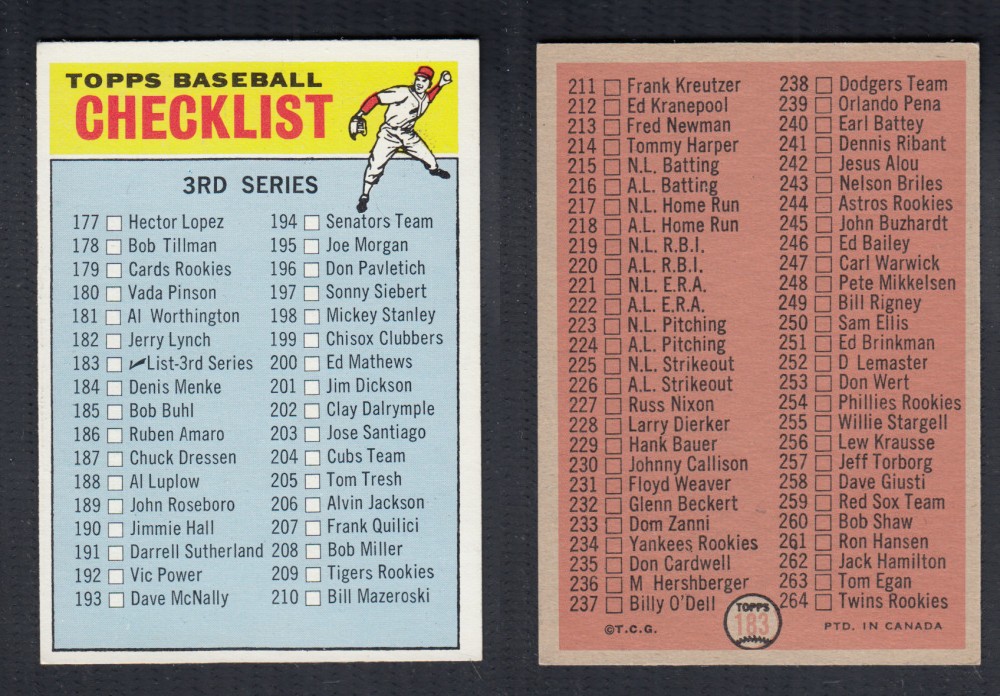 TOPPS BASEBALL
CHECKLIST
3RD SERIES
177 Hector Lopez
178 Bob Tillman
179 Cards Rookies
180 Vada Pinson
181 Al Worthington
182 Jerry Lynch
183 List-3rd Series
184 Denis Menke
185 Bob Buhl
186 Ruben Amaro
187 Chuck Dressen
188 Al Luplow
189 John Roseboro
190 Jimmie Hall
191 Darrell Sutherland
192 Vic Power
193 Dave McNally
194 Senators Team
195 Joe Morgan
196 Don Pavletich
197 Sonny Siebert
198 Mickey Stanley
199 Chisox Clubbers
200 Ed Mathews
201 Jim Dickson
202 Clay Dalrymple
203 Jose Santiago
204 Cubs Team
205 Tom Tresh
206 Alvin Jackson
207 Frank Quilici
208 Bob Miller
209 Tigers Rookies
210 Bill Mazeroski
211 Frank Kreutzer
212 Ed Kranepool
213 Fred Newman
214 Tommy Harper
215 N.L. Batting
216 A.L. Batting
217 N.L. Home Run
218 A.L. Home Run
219 N.L. R.B.I.
220 A.L. R.B.I.
221 N.L. E.R.A.
222 A.L. E.R.A.
223 N.L. Pitching
224 A.L. Pitching
225 N.L. Strikeout
226 A.L. Strikeout
227 Russ Nixon
228 Larry Dierker
229 Hank Bauer
230 Johnny Callison
231 Floyd Weaver
232 Glenn Beckert
233 Dom Zanni
234 Yankees Rookies
235 Don Cardwell
236 M Hershberger
237 Billy O'Dell
238 Dodgers Team
239 Orlando Pena
240 Earl Battey
241 Dennis Ribant
242 Jesus Alou
243 Nelson Briles
244 Astros Rookies
245 John Buzhardt
246 Ed Bailey
247 Carl Warwick
248 Pete Mikkelsen
249 Bill Rigney
250 Sam Ellis
251 Ed Brinkman
252 D Lemaster
253 Don Wert
254 Phillies Rookies
255 Willie Stargell
256 Lew Krausse
257 Jeff Torborg
258 Dave Giusti
259 Red Sox Team
260 Bob Shaw
261 Ron Hansen
262 Jack Hamilton
263 Tom Egan
264 Twins Rookies
©T.C.G.
TOPPS
183
PTD. IN CANADA